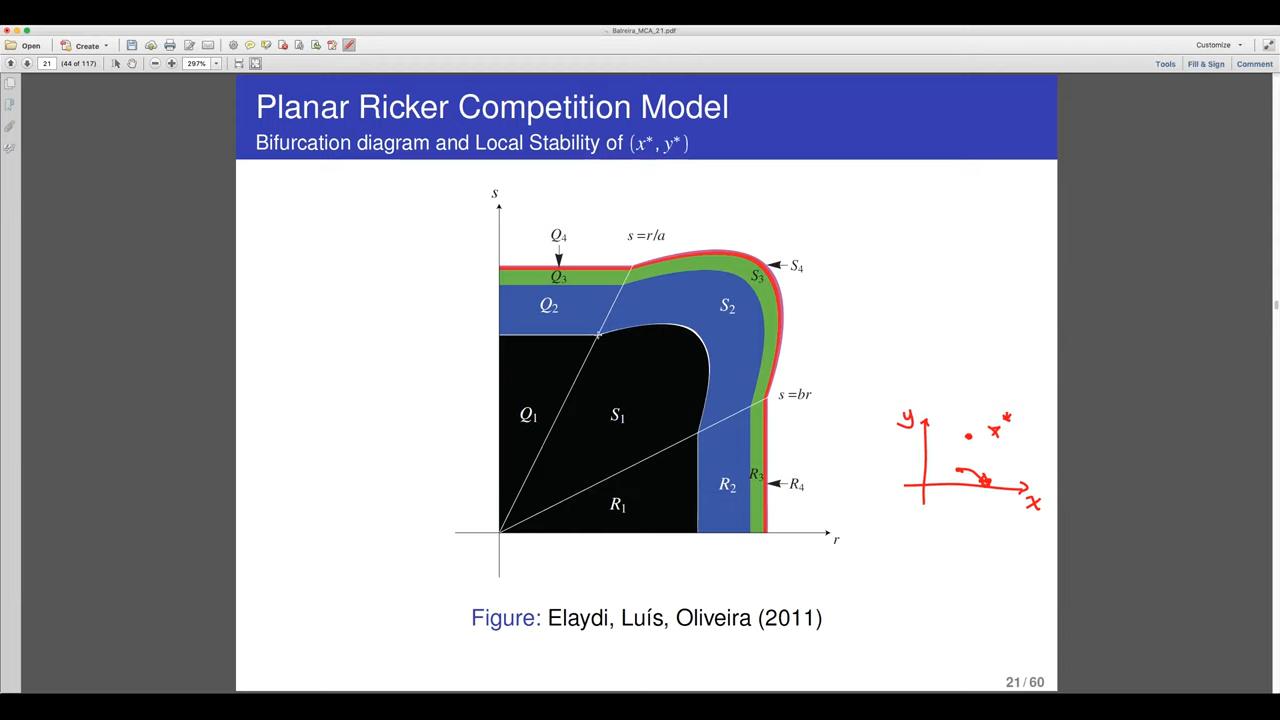 Balreira_MCA_21.pdf
Open Create Customize
21 (44 of 117) 297% Tools Fill & Sign Comment
Planar Ricker Competition Model
Bifurcation diagram and Local Stability of (x*, y*)
s
Q4 s=r/a
S4
Q3 S3
Q2 S2
s=br
y x*
Q1 S1
R3
R2 R4
R1
x
r
Figure: Elaydi, Luís, Oliveira (2011)
21 / 60